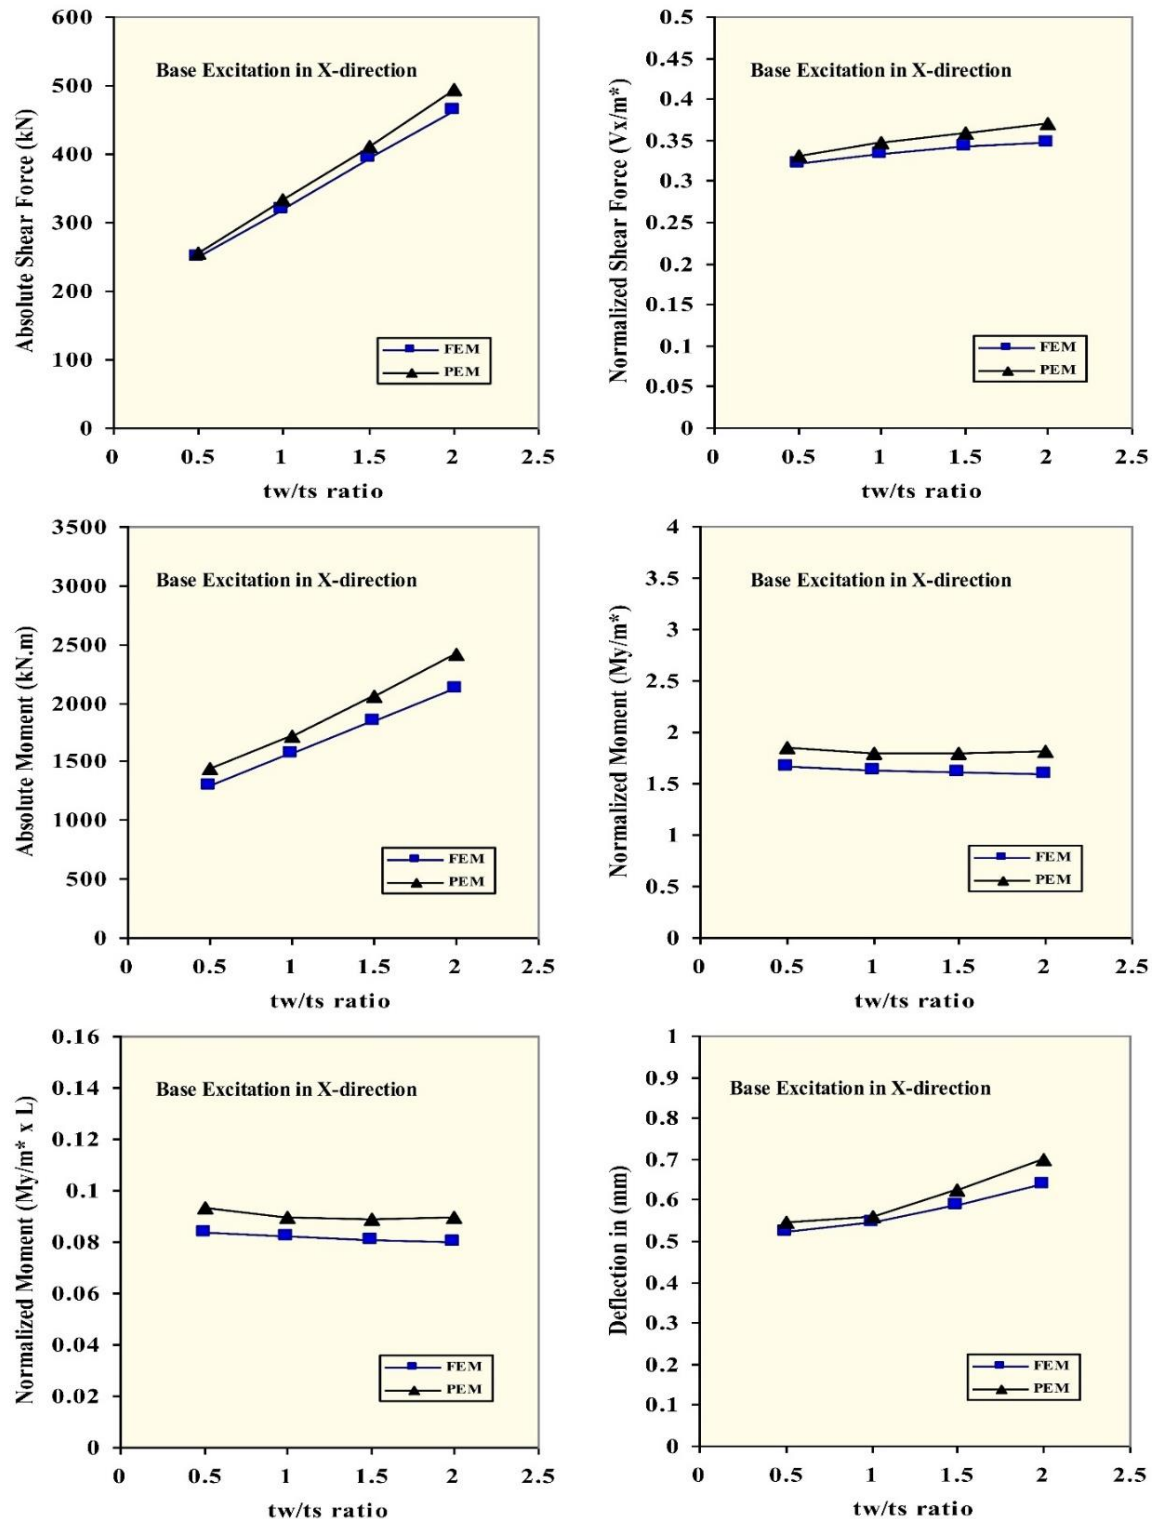 600
500
400
300
200
100
0
0 0.5 1 1.5 2 2.5
Absolute Shear Force (kN)
Base Excitation in X-direction
FEM
PEM
tw/ts ratio
0.5
0.45
0.4
0.35
0.3
0.25
0.2
0.15
0.1
0.05
0
0 0.5 1 1.5 2 2.5
Normalized Shear Force (Vx/m*)
Base Excitation in X-direction
FEM
PEM
tw/ts ratio
3500
3000
2500
2000
1500
1000
500
0
0 0.5 1 1.5 2 2.5
Absolute Moment (kN.m)
Base Excitation in X-direction
FEM
PEM
tw/ts ratio
4
3.5
3
2.5
2
1.5
1
0.5
0
0 0.5 1 1.5 2 2.5
Normalized Moment (My/m*)
Base Excitation in X-direction
FEM
PEM
tw/ts ratio
0.16
0.14
0.12
0.1
0.08
0.06
0.04
0.02
0
0 0.5 1 1.5 2 2.5
Normalized Moment (My/m* x L)
Base Excitation in X-direction
FEM
PEM
tw/ts ratio
1
0.9
0.8
0.7
0.6
0.5
0.4
0.3
0.2
0.1
0
0 0.5 1 1.5 2 2.5
Deflection in (mm)
Base Excitation in X-direction
FEM
PEM
tw/ts ratio